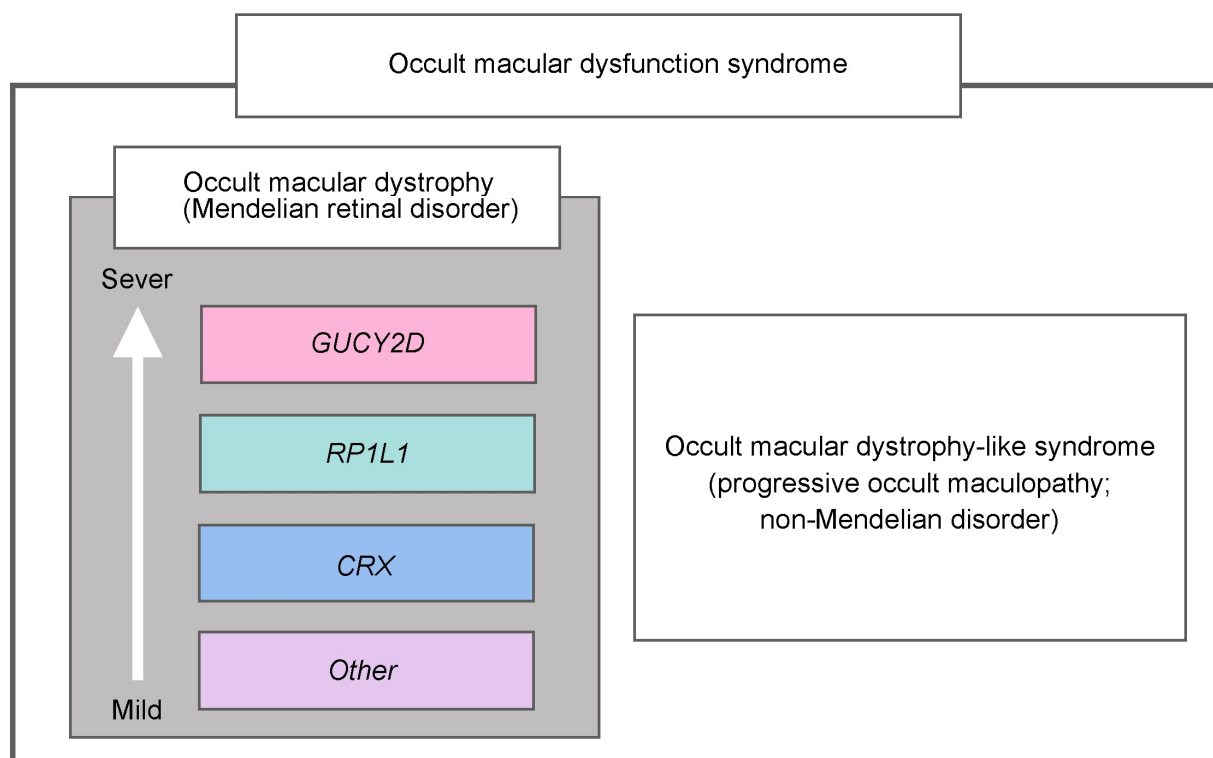 Occult macular dysfunction syndrome
Occult macular dystrophy
(Mendelian retinal disorder)
Sever
GUCY2D
RP1L1
CRX
Other
Mild
Occult macular dystrophy-like syndrome
(progressive occult maculopathy;
non-Mendelian disorder)